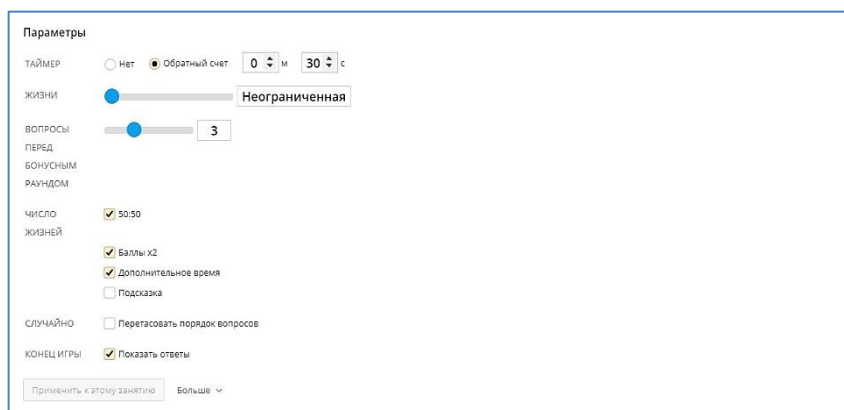 Параметры
ТАЙМЕР Нет Обратный счет 0 м 30 с
ЖИЗНИ Неограниченная
ВОПРОСЫ 3
ПЕРЕД
БОНУСНЫМ
РАУНДОМ
ЧИСЛО 50:50
ЖИЗНЕЙ
Баллы x2
Дополнительное время
Подсказка
СЛУЧАЙНО Перетасовать порядок вопросов
КОНЕЦ ИГРЫ Показать ответы
Применить к этому занятию Больше